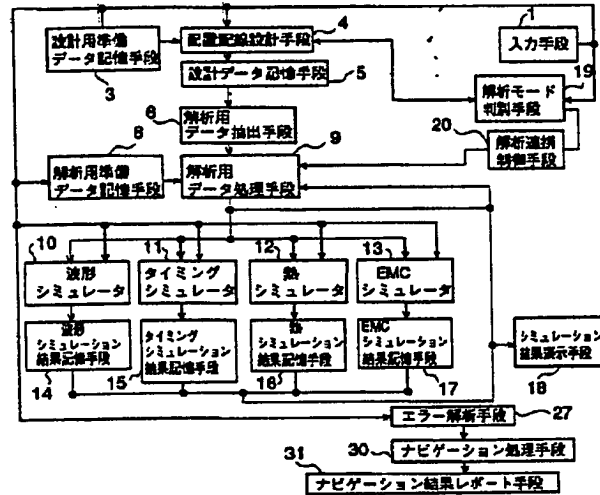 1
入力手段
設計用準備
データ記憶手段
3
4
配置配線設計手段
設計データ記憶手段
5
6
解析用
データ抽出手段
19
解析モード
判別手段
20
解析連携
制御手段
8
解析用準備
データ記憶手段
9
解析用
データ処理手段
10
波形
シミュレータ
11
タイミング
シミュレータ
12
熱
シミュレータ
13
EMC
シミュレータ
波形
シミュレーション
結果記憶手段
14
タイミング
シミュレーション
結果記憶手段
15
熱
シミュレーション
結果記憶手段
16
EMC
シミュレーション
結果記憶手段
17
シミュレーション
結果表示手段
18
エラー解析手段
27
30
ナビゲーション処理手段
31
ナビゲーション結果レポート手段